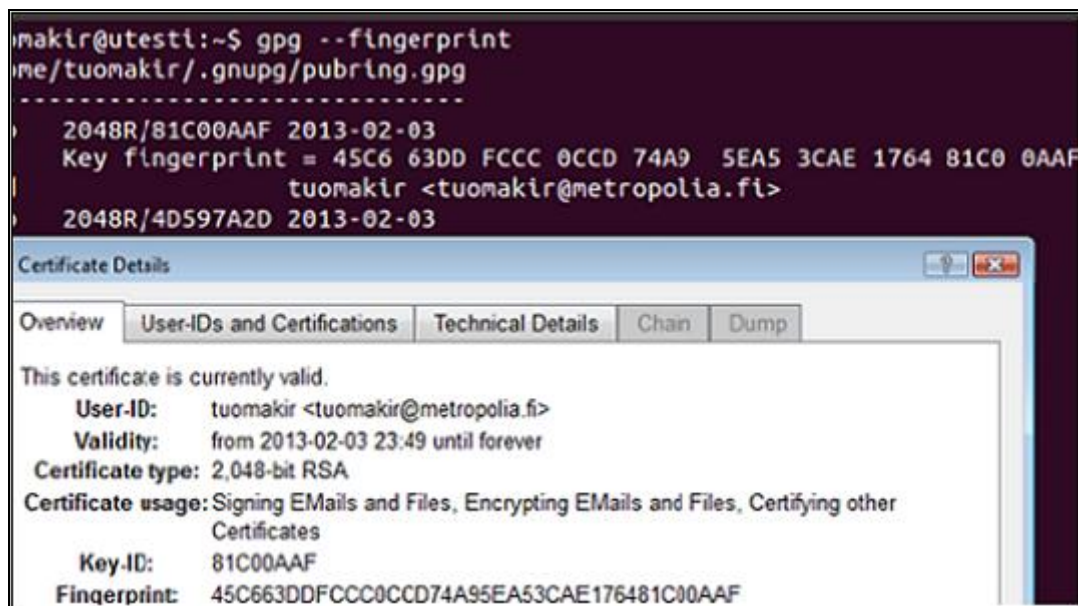 omakir@utesti:~$ gpg --fingerprint
ome/tuomakir/.gnupg/pubring.gpg
--------------------------------
2048R/81C00AAF 2013-02-03
Key fingerprint = 45C6 63DD FCCC 0CCD 74A9  5EA5 3CAE 1764 81C0 0AAF
tuomakir <tuomakir@metropolia.fi>
2048R/4D597A2D 2013-02-03
Certificate Details
Overview User-IDs and Certifications Technical Details Chain Dump
This certificate is currently valid.
User-ID: tuomakir <tuomakir@metropolia.fi>
Validity: from 2013-02-03 23:49 until forever
Certificate type: 2,048-bit RSA
Certificate usage: Signing EMails and Files, Encrypting EMails and Files, Certifying other
Certificates
Key-ID: 81C00AAF
Fingerprint: 45C663DDFCCC0CCD74A95EA53CAE176481C00AAF